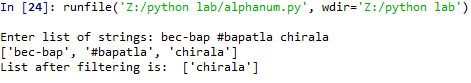 In [24]: runfile('Z:/python lab/alphanum.py', wdir='Z:/python lab')
Enter list of strings: bec-bap #bapatla chirala
['bec-bap', '#bapatla', 'chirala']
List after filtering is:  ['chirala']